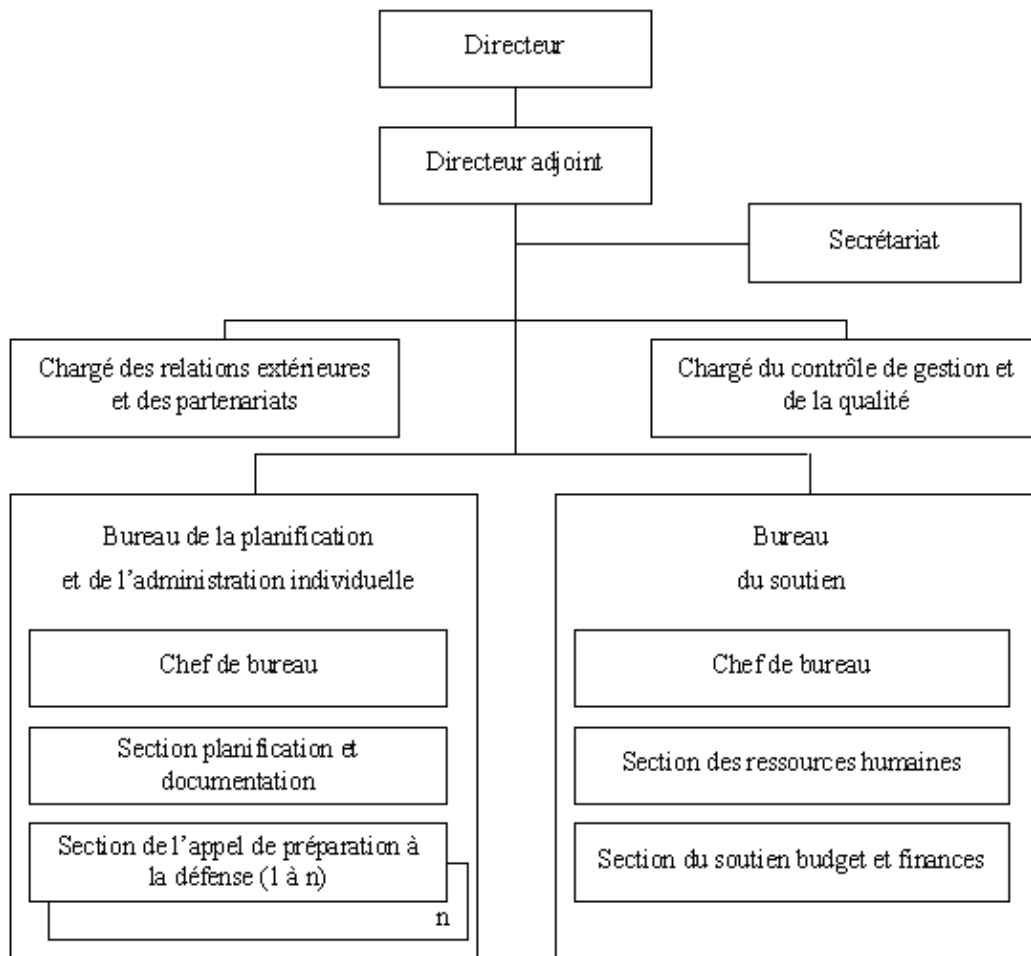 Directeur
Directeur adjoint
Secrétariat
Chargé des relations extérieures
et des partenariats
Chargé du contrôle de gestion et
de la qualité
Bureau de la planification
et de l’administration individuelle
Chef de bureau
Section planification et
documentation
Section de l’appel de préparation à
la défense (1 à n)
n
Bureau
du soutien
Chef de bureau
Section des ressources humaines
Section du soutien budget et finances